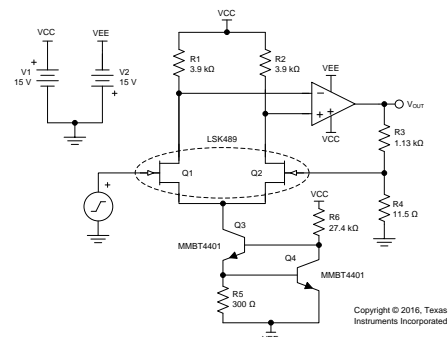 VCC
VCC
VEE
R1
3.9 kΩ
R2
3.9 kΩ
V1
15 V
V2
15 V
VEE
VOUT
VCC
LSK489
R3
1.13 kΩ
Q1
Q2
R4
11.5 Ω
VCC
R6
27.4 kΩ
Q3
MMBT4401
Q4
MMBT4401
R5
300 Ω
VEE
Copyright © 2016, Texas
Instruments Incorporated